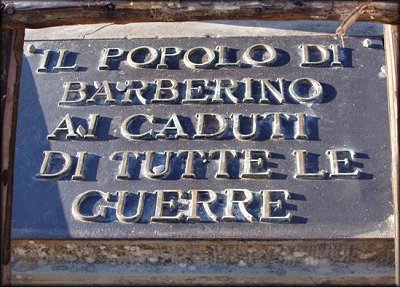 IL POPOLO DI
BARBERINO
AI CADUTI
DI TUTTE LE
GUERRE